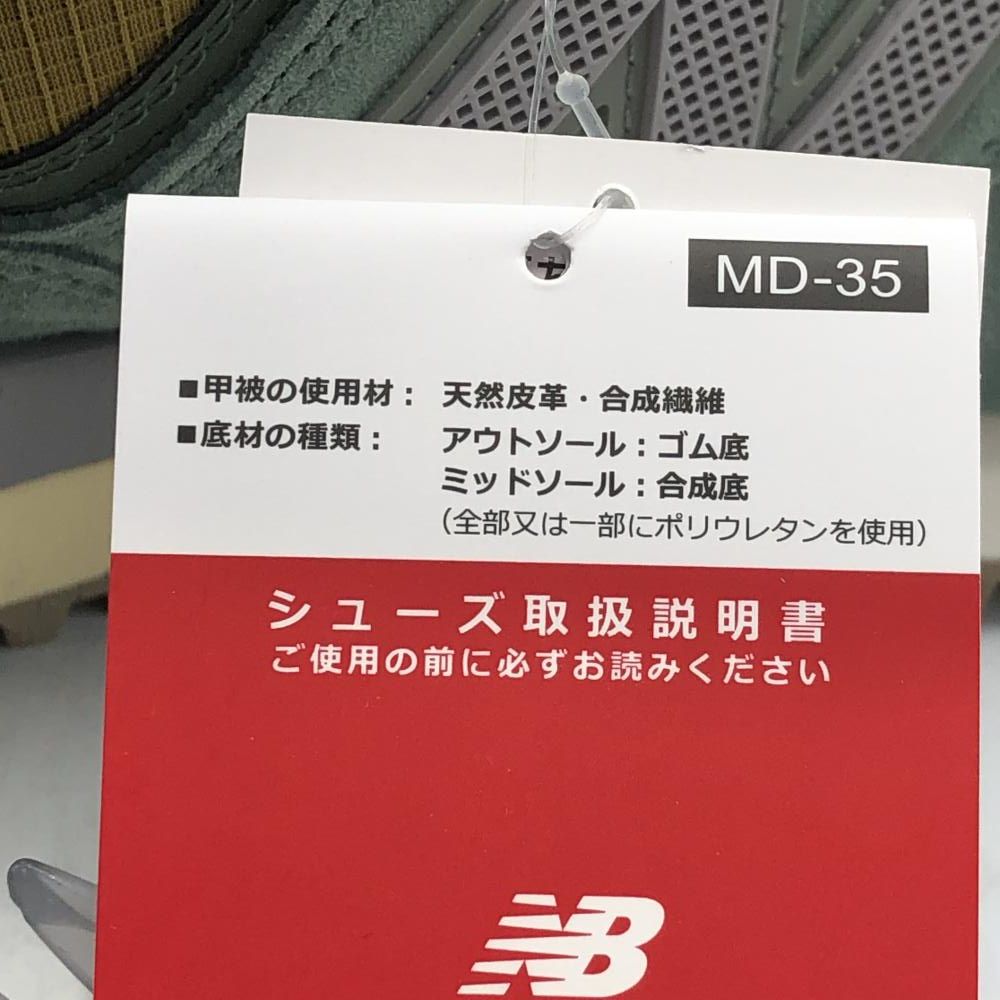 MD-35
■甲被の使用材： 天然皮革・合成繊維
■底材の種類： アウトソール：ゴム底
ミッドソール：合成底
（全部又は一部にポリウレタンを使用）
シューズ取扱説明書
ご使用の前に必ずお読みください
NB